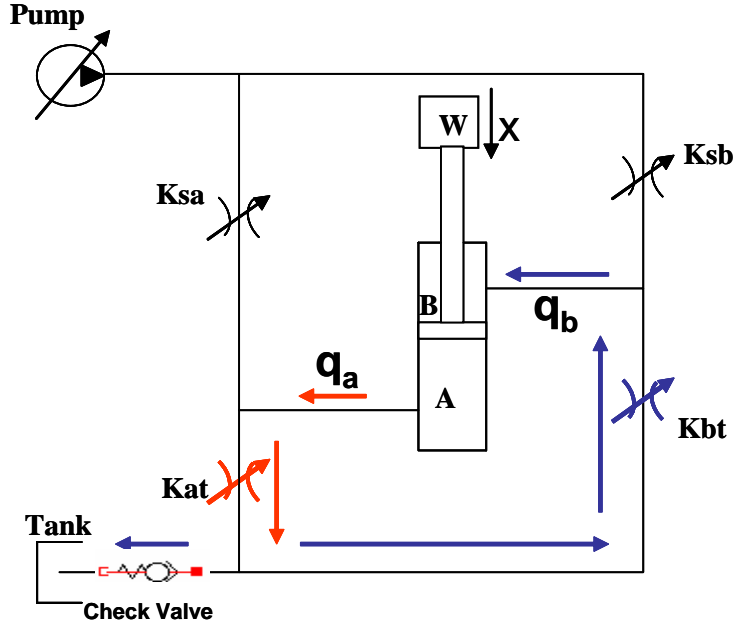 Pump
W
X
Ksb
Ksa
B
qb
qa
A
Kbt
Kat
Tank
Check Valve